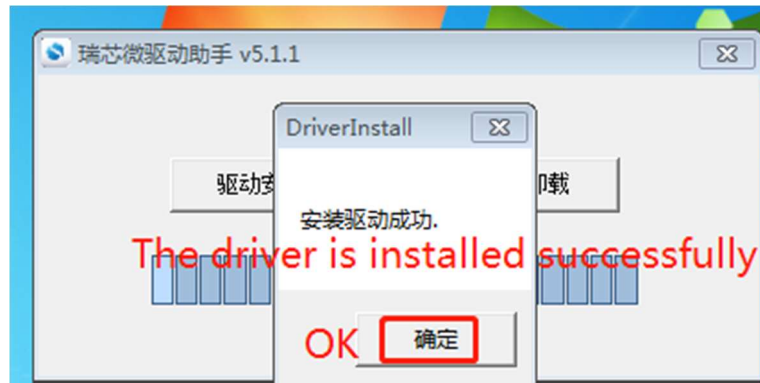 瑞芯微驱动助手 v5.1.1
DriverInstall
驱动安
卸载
安装驱动成功.
The driver is installed successfully
OK
确定